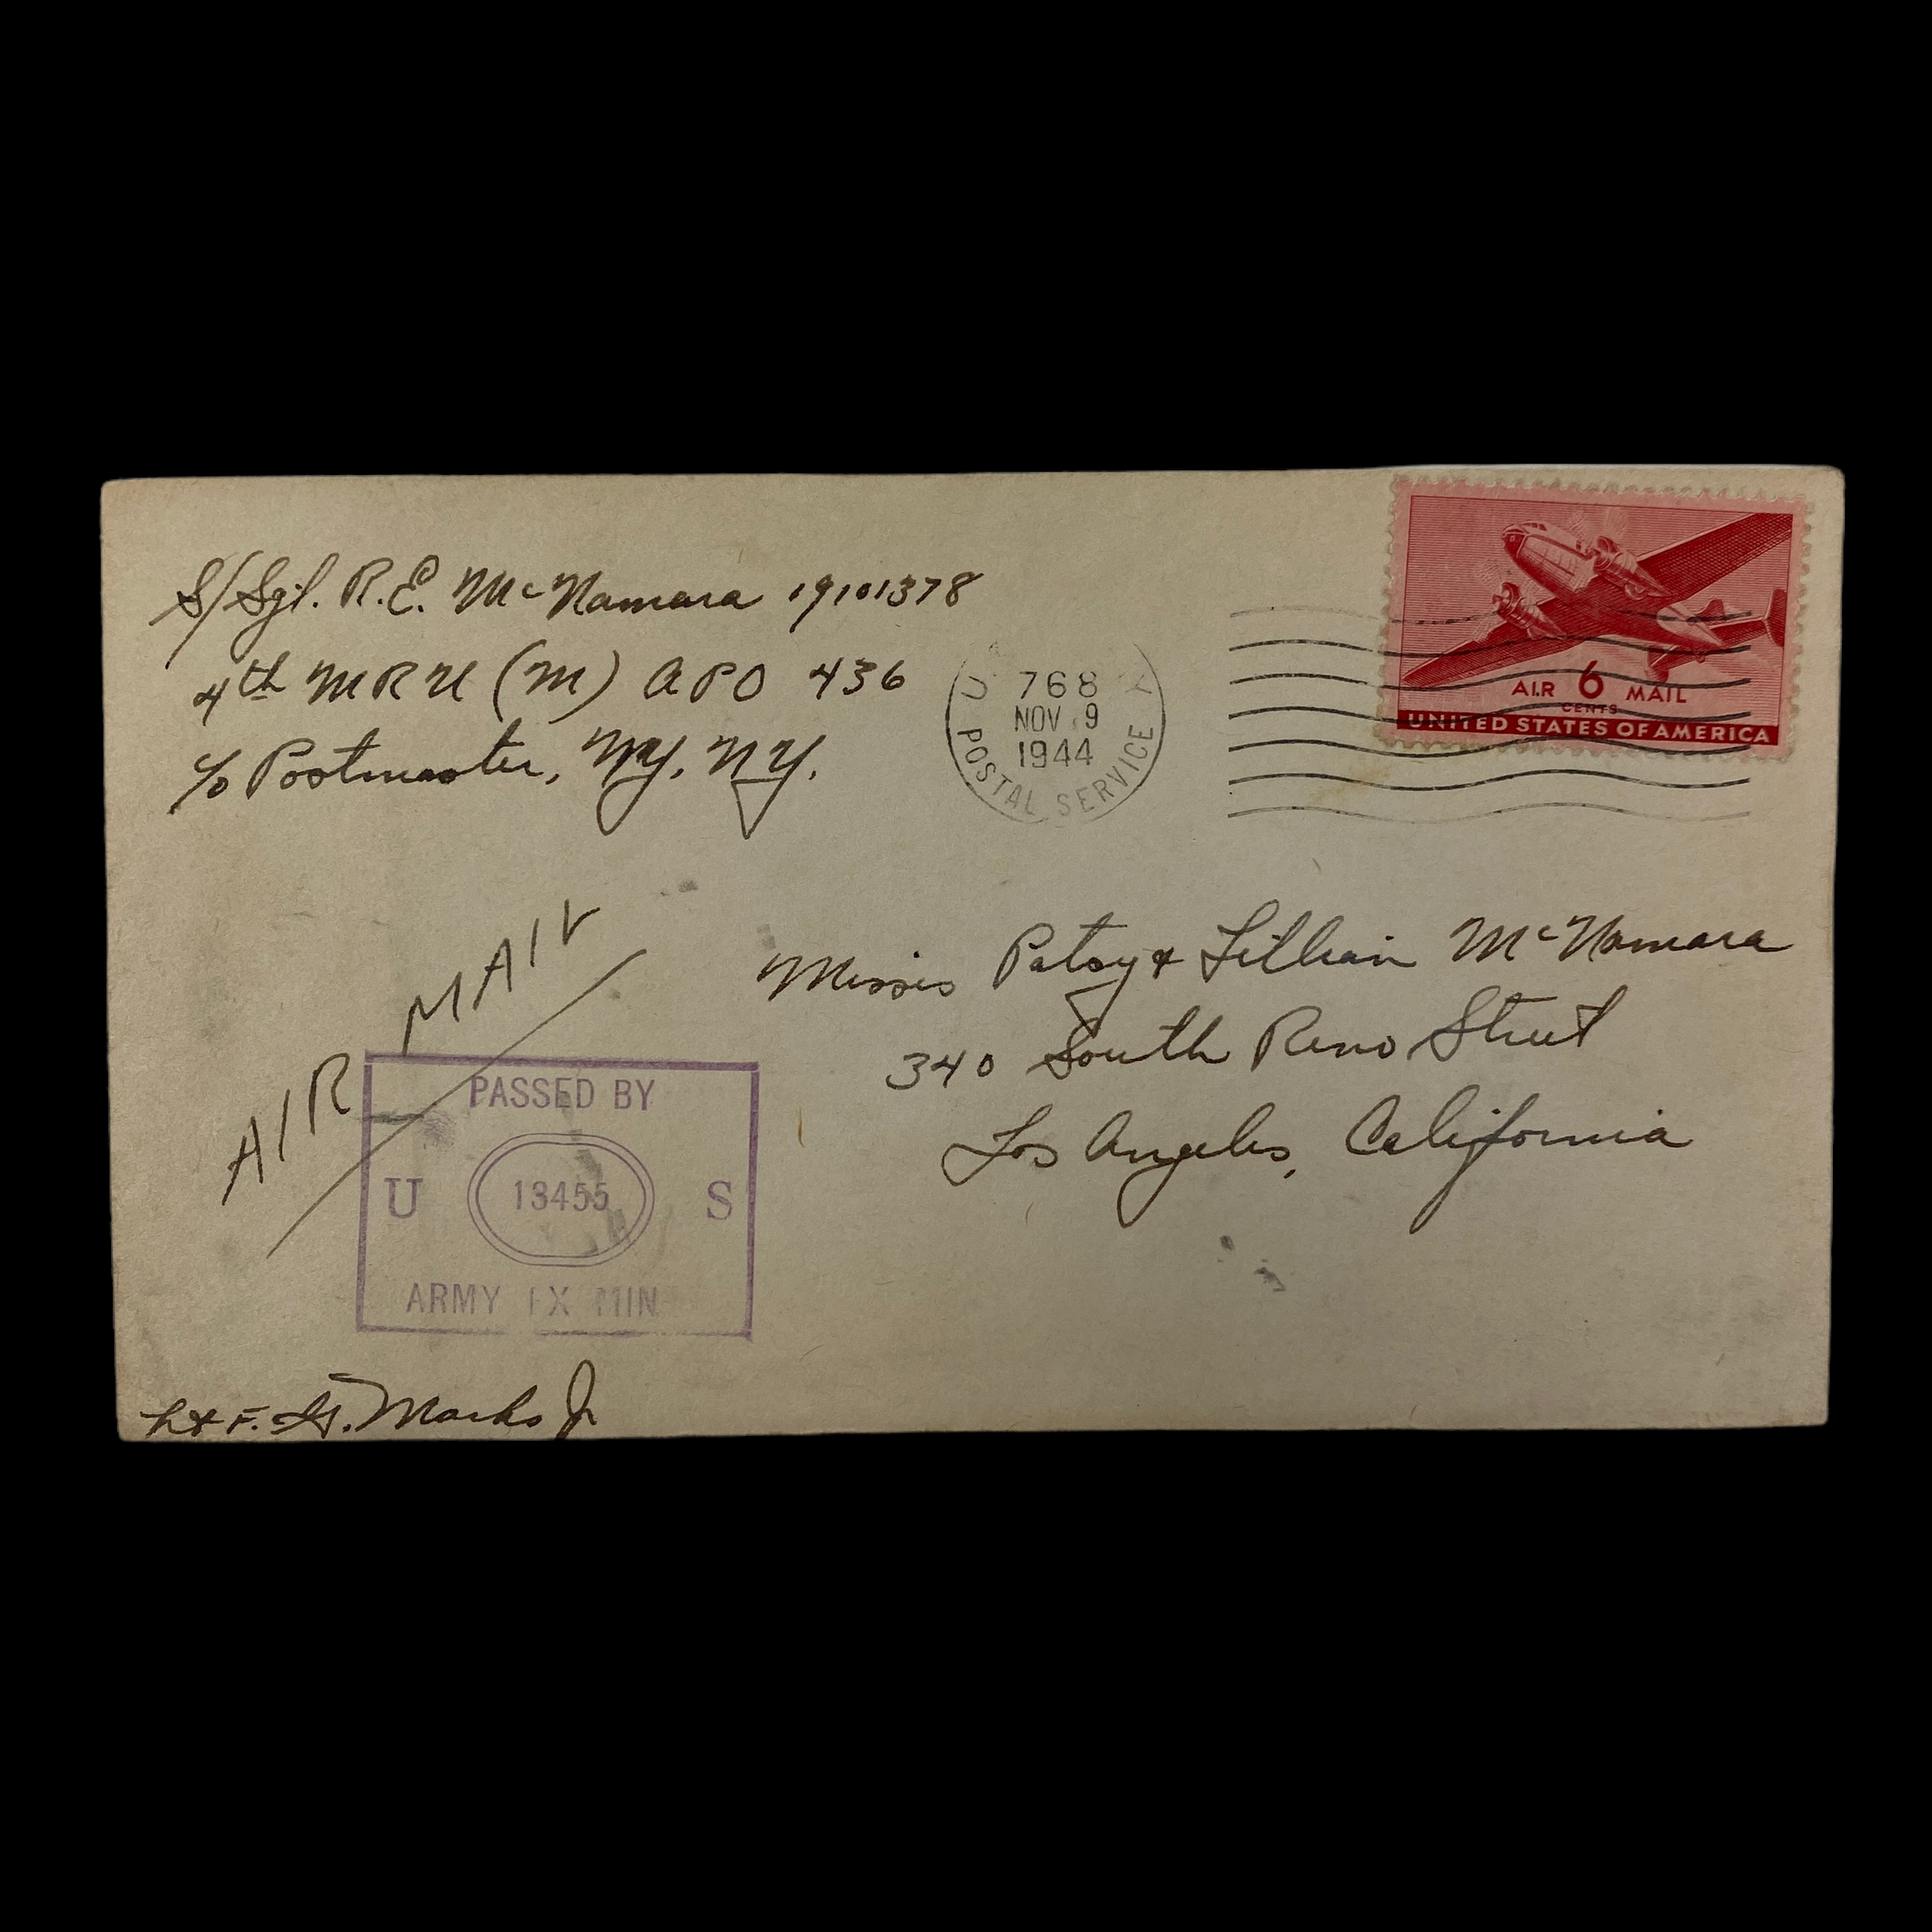 S/Sgt. R.E. McNamara 19101378
4th MRU (M) APO 436
c/o Postmaster, NY, NY.
U POSTAL SERVICE
768
NOV 9
1944
AIR 6 MAIL
CENTS
UNITED STATES OF AMERICA
AIR MAIL
Misses Patsy & Lillian McNamara
340 South Reno Street
Los Angeles, California
PASSED BY
U 13455 S
ARMY EX MIN
Lt F. Marks Jr